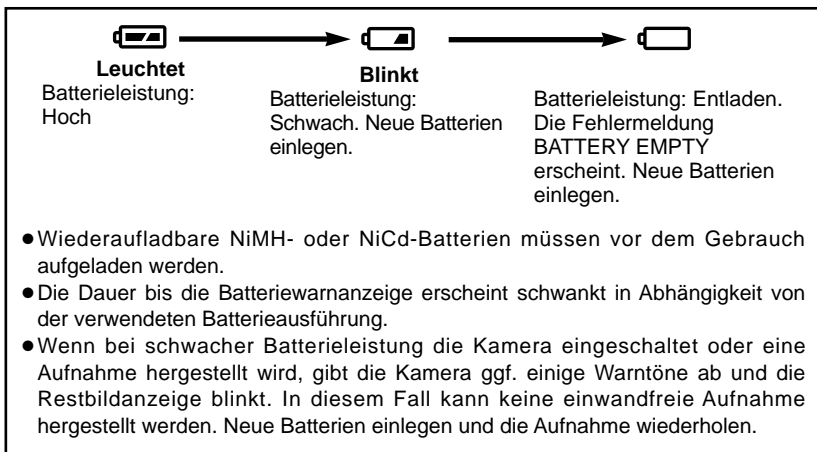 Leuchtet
Batterieleistung:
Hoch
Blinkt
Batterieleistung:
Schwach. Neue Batterien
einlegen.
Batterieleistung: Entladen.
Die Fehlermeldung
BATTERY EMPTY
erscheint. Neue Batterien
einlegen.
●Wiederaufladbare NiMH- oder NiCd-Batterien müssen vor dem Gebrauch
aufgeladen werden.
●Die Dauer bis die Batteriewarnanzeige erscheint schwankt in Abhängigkeit von
der verwendeten Batterieausführung.
●Wenn bei schwacher Batterieleistung die Kamera eingeschaltet oder eine
Aufnahme hergestellt wird, gibt die Kamera ggf. einige Warntöne ab und die
Restbildanzeige blinkt. In diesem Fall kann keine einwandfreie Aufnahme
hergestellt werden. Neue Batterien einlegen und die Aufnahme wiederholen.